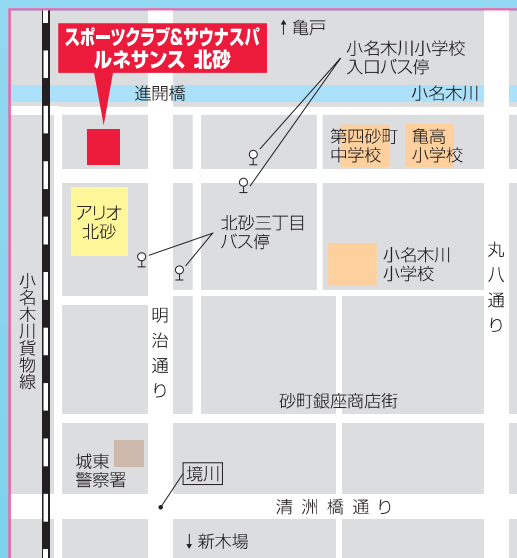 ↑亀戸
スポーツクラブ&サウナスパ
ルネサンス 北砂
小名木川小学校
入口バス停
進開橋
小名木川
第四砂町
中学校
亀高
小学校
アリオ
北砂
北砂三丁目
バス停
小名木川
小学校
丸八通り
小名木川貨物線
明治通り
砂町銀座商店街
城東
警察署
境川
清洲橋通り
↓新木場